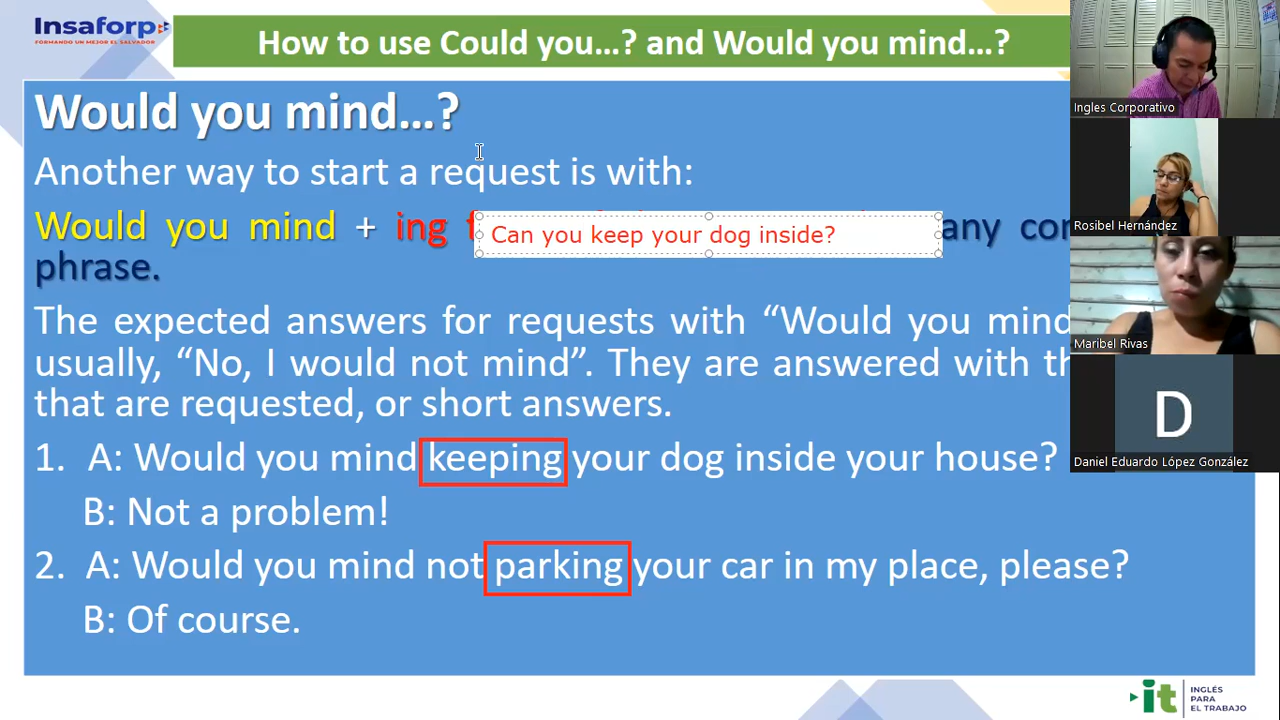 Insaforp
FORMANDO UN MEJOR EL SALVADOR
How to use Could you...? and Would you mind...?
Would you mind...?
Another way to start a request is with:
Would you mind + ing
Can you keep your dog inside?
any
phrase.
The expected answers for requests with “Would you mind
usually, “No, I would not mind”. They are answered with
that are requested, or short answers.
1. A: Would you mind keeping your dog inside your house?
B: Not a problem!
2. A: Would you mind not parking your car in my place, please?
B: Of course.
Ingles Corporativo
Rosibel Hernández
Maribel Rivas
D
Daniel Eduardo López González
it
INGLÉS
PARA
EL TRABAJO